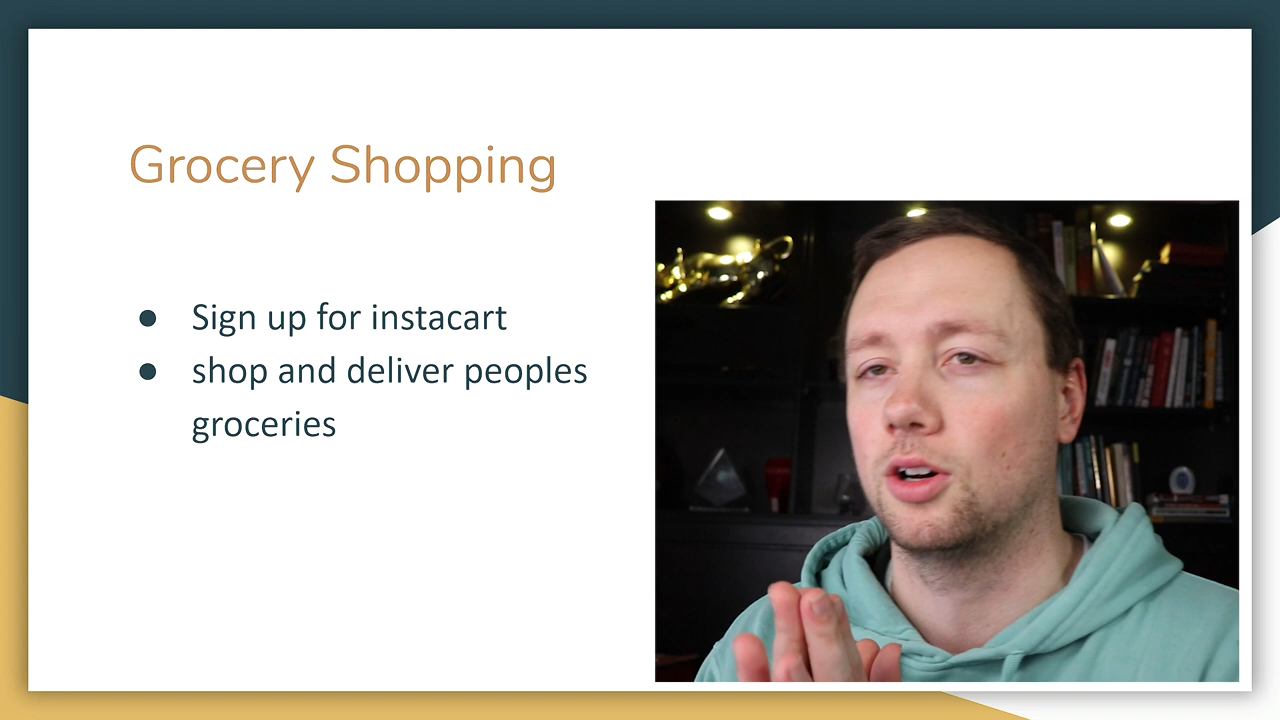 Grocery Shopping
● Sign up for instacart
● shop and deliver peoples
groceries